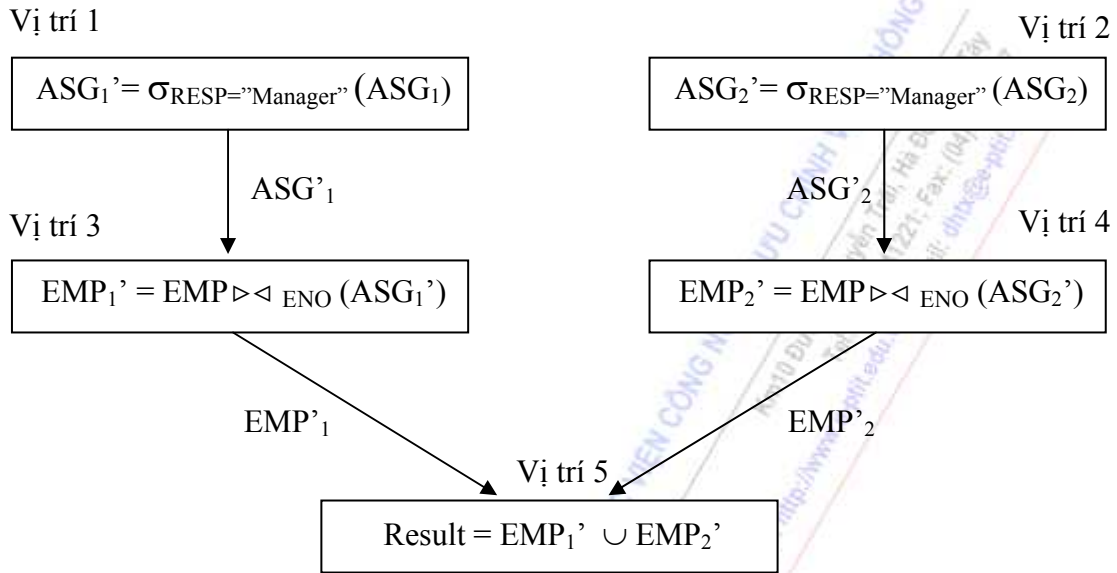 Vị trí 1
Vị trí 2
ASG₁’= σ RESP=”Manager” (ASG₁)
ASG₂’= σ RESP=”Manager” (ASG₂)
ASG’₁
ASG’₂
Vị trí 3
Vị trí 4
EMP₁’ = EMP ▹◃ ENO (ASG₁’)
EMP₂’ = EMP ▹◃ ENO (ASG₂’)
EMP’₁
EMP’₂
Vị trí 5
Result = EMP₁’ ∪ EMP₂’